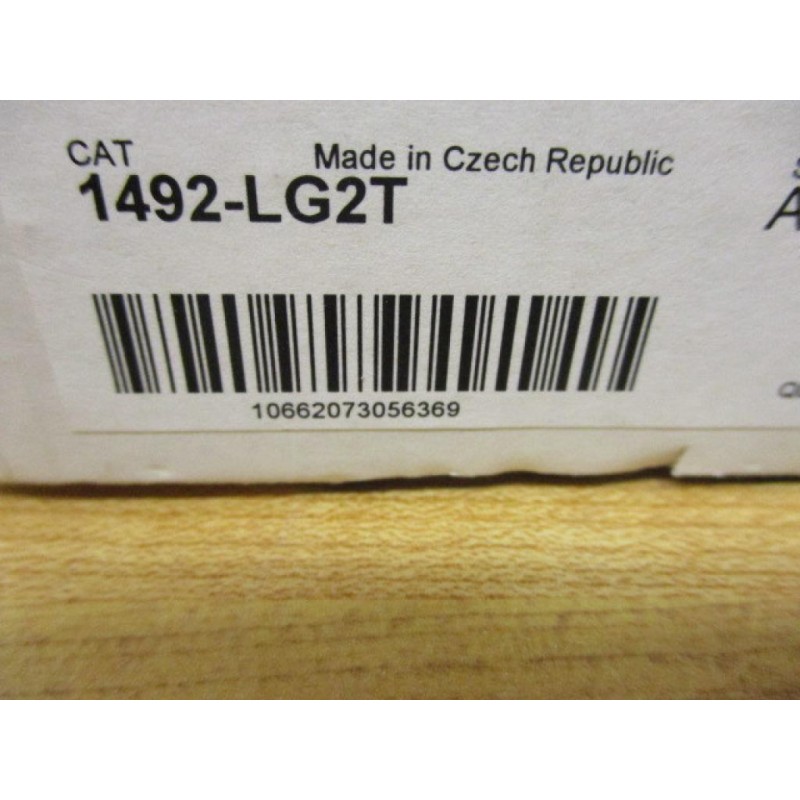 CAT Made in Czech Republic
1492-LG2T
10662073056369